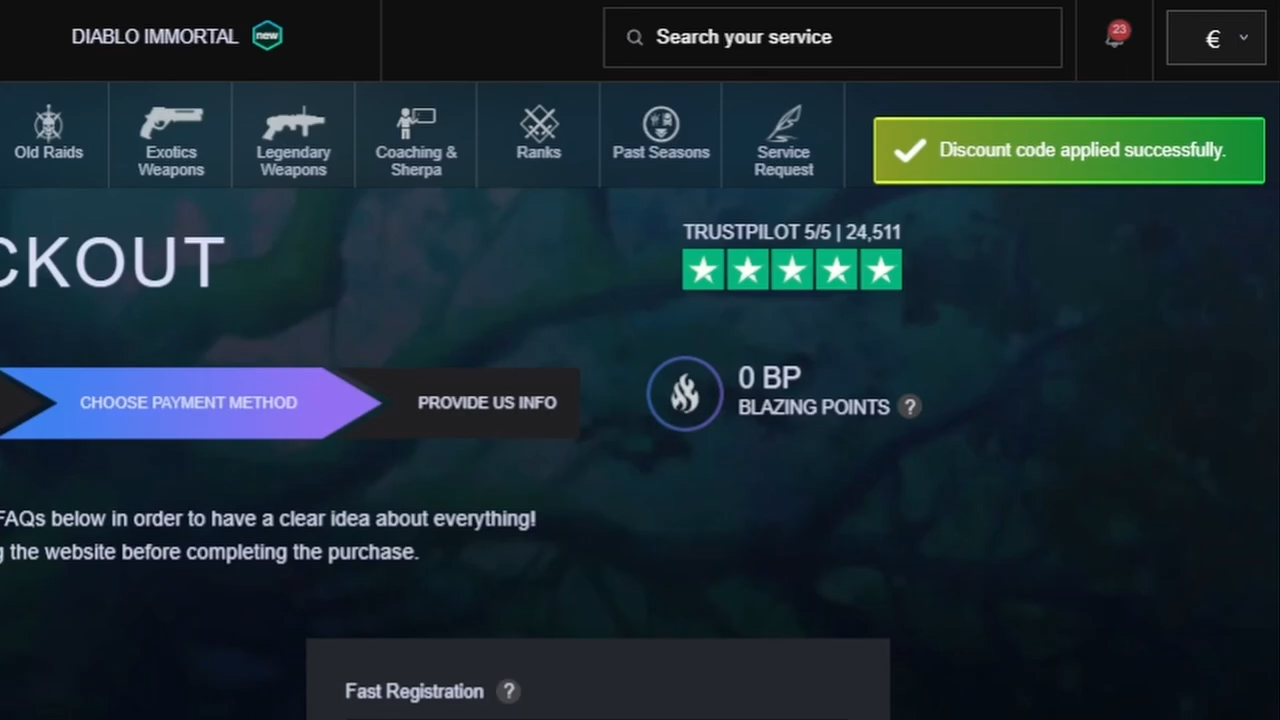 DIABLO IMMORTAL new
Search your service
23
€
Old Raids
Exotics
Weapons
Legendary
Weapons
Coaching &
Sherpa
Ranks
Past Seasons
Service
Request
Discount code applied successfully.
CKOUT
TRUSTPILOT 5/5 | 24,511
CHOOSE PAYMENT METHOD
PROVIDE US INFO
0 BP
BLAZING POINTS ?
FAQs below in order to have a clear idea about everything!
g the website before completing the purchase.
Fast Registration ?